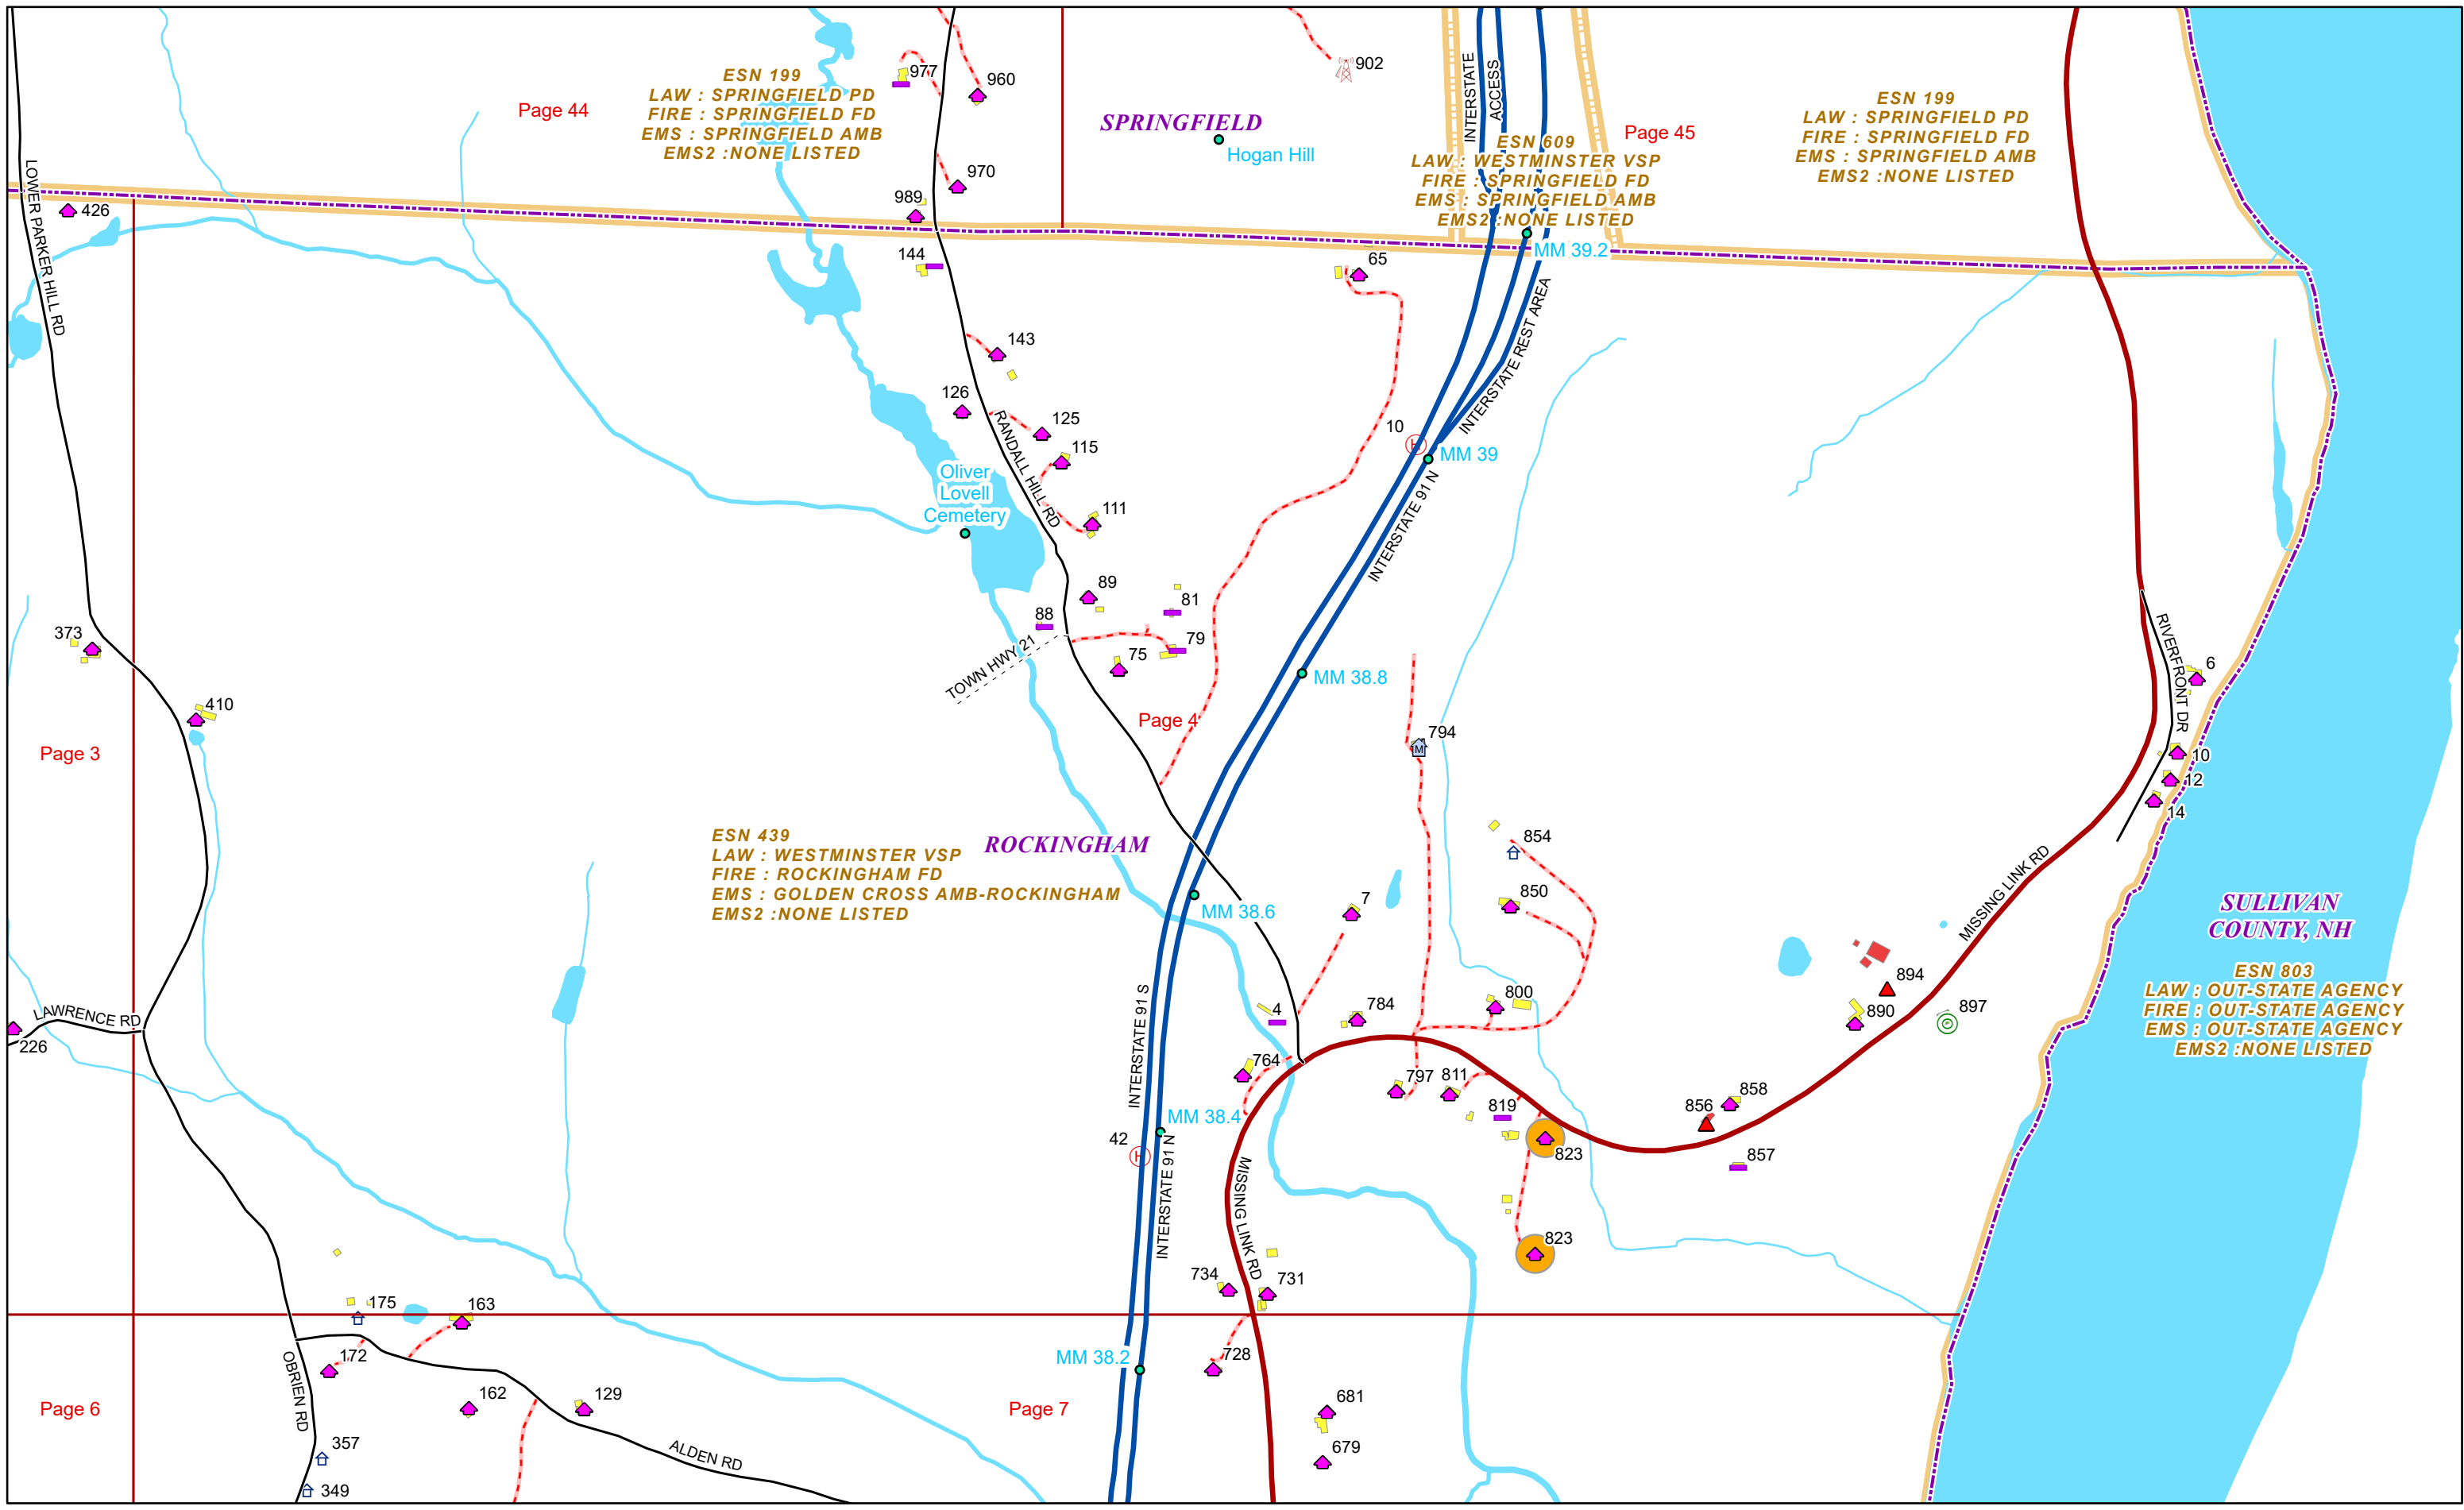 977
960
902
ESN 199
LAW : SPRINGFIELD PD
FIRE : SPRINGFIELD FD
EMS : SPRINGFIELD AMB
EMS2 :NONE LISTED
Page 44
SPRINGFIELD
Hogan Hill
INTERSTATE
ACCESS
ESN 609
LAW : WESTMINSTER VSP
FIRE : SPRINGFIELD FD
EMS : SPRINGFIELD AMB
EMS2 :NONE LISTED
Page 45
ESN 199
LAW : SPRINGFIELD PD
FIRE : SPRINGFIELD FD
EMS : SPRINGFIELD AMB
EMS2 :NONE LISTED
LOWER PARKER HILL RD
426
970
989
144
65
MM 39.2
143
126
125
115
111
RANDALL HILL RD
Oliver
Lovell
Cemetery
10
MM 39
INTERSTATE REST AREA
INTERSTATE 91 N
89
81
88
79
75
TOWN HWY 21
373
410
Page 3
Page 4
MM 38.8
794
M
6
RIVERFRONT DR
10
12
14
ESN 439
LAW : WESTMINSTER VSP
FIRE : ROCKINGHAM FD
EMS : GOLDEN CROSS AMB-ROCKINGHAM
EMS2 :NONE LISTED
ROCKINGHAM
MM 38.6
7
854
850
MISSING LINK RD
SULLIVAN
COUNTY, NH
ESN 803
LAW : OUT-STATE AGENCY
FIRE : OUT-STATE AGENCY
EMS : OUT-STATE AGENCY
EMS2 :NONE LISTED
LAWRENCE RD
226
INTERSTATE 91 S
4
784
800
894
890
897
764
797
811
819
858
856
857
823
MM 38.4
42
H
H
INTERSTATE 91 N
MISSING LINK RD
823
734
731
175
163
172
OBRIEN RD
162
129
MM 38.2
728
681
679
Page 6
Page 7
357
349
ALDEN RD